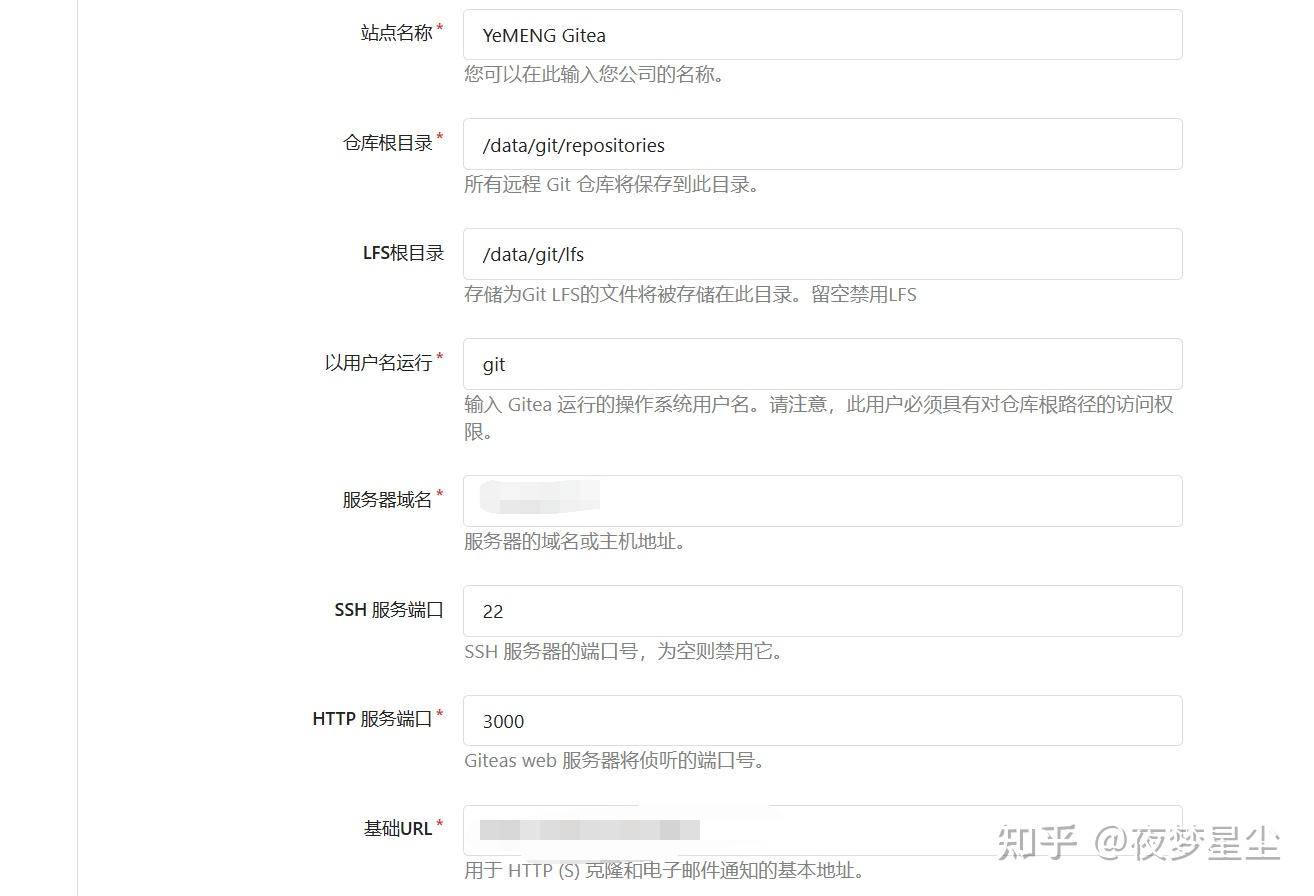 站点名称*
YeMENG Gitea
您可以在此输入您公司的名称。
仓库根目录*
/data/git/repositories
所有远程 Git 仓库将保存到此目录。
LFS根目录
/data/git/lfs
存储为Git LFS的文件将被存储在此目录。留空禁用LFS
以用户名运行*
git
输入 Gitea 运行的操作系统用户名。请注意，此用户必须具有对仓库根路径的访问权
限。
服务器域名*
服务器的域名或主机地址。
SSH 服务端口
22
SSH 服务器的端口号，为空则禁用它。
HTTP 服务端口*
3000
Giteas web 服务器将侦听的端口号。
基础URL*
用于 HTTP (S) 克隆和电子邮件通知的基本地址。
知乎 @夜梦星尘